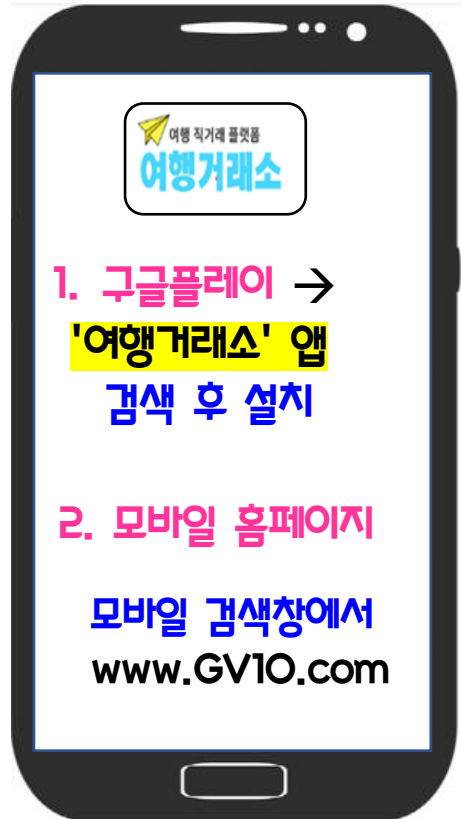 여행 직거래 플랫폼
여행거래소
1. 구글플레이 →
'여행거래소' 앱
검색 후 설치
2. 모바일 홈페이지
모바일 검색창에서
www.GV10.com